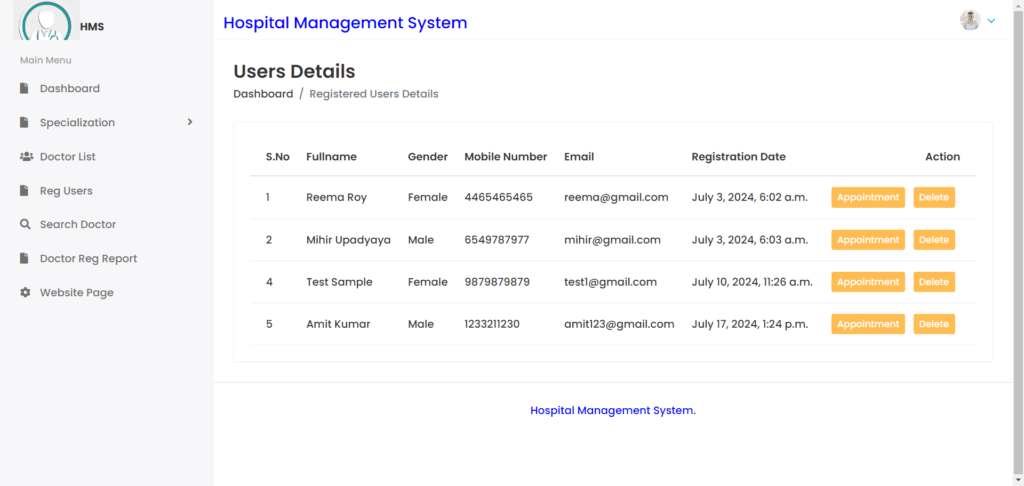 HMS
Hospital Management System
Main Menu
Dashboard
Specialization
Doctor List
Reg Users
Search Doctor
Doctor Reg Report
Website Page
Users Details
Dashboard / Registered Users Details
S.No Fullname Gender Mobile Number Email Registration Date Action
1 Reema Roy Female 4465465465 reema@gmail.com July 3, 2024, 6:02 a.m. Appointment Delete
2 Mihir Upadyaya Male 6549787977 mihir@gmail.com July 3, 2024, 6:03 a.m. Appointment Delete
4 Test Sample Female 9879879879 test1@gmail.com July 10, 2024, 11:26 a.m. Appointment Delete
5 Amit Kumar Male 1233211230 amit123@gmail.com July 17, 2024, 1:24 p.m. Appointment Delete
Hospital Management System.